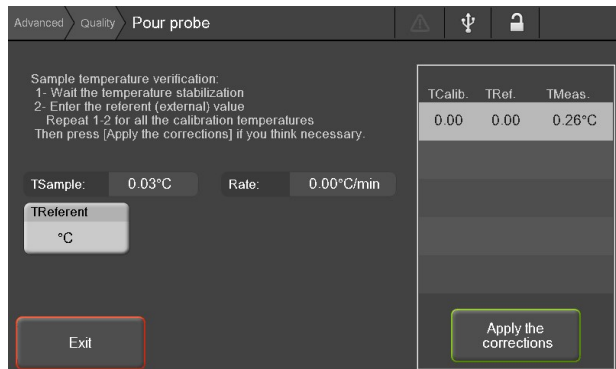 Advanced Quality Pour probe
Sample temperature verification:
1- Wait the temperature stabilization
2- Enter the referent (external) value
Repeat 1-2 for all the calibration temperatures
Then press [Apply the corrections] if you think necessary.
TSample: 0.03°C Rate: 0.00°C/min
TReferent
°C
Exit
TCalib. TRef. TMeas.
0.00 0.00 0.26°C
Apply the
corrections